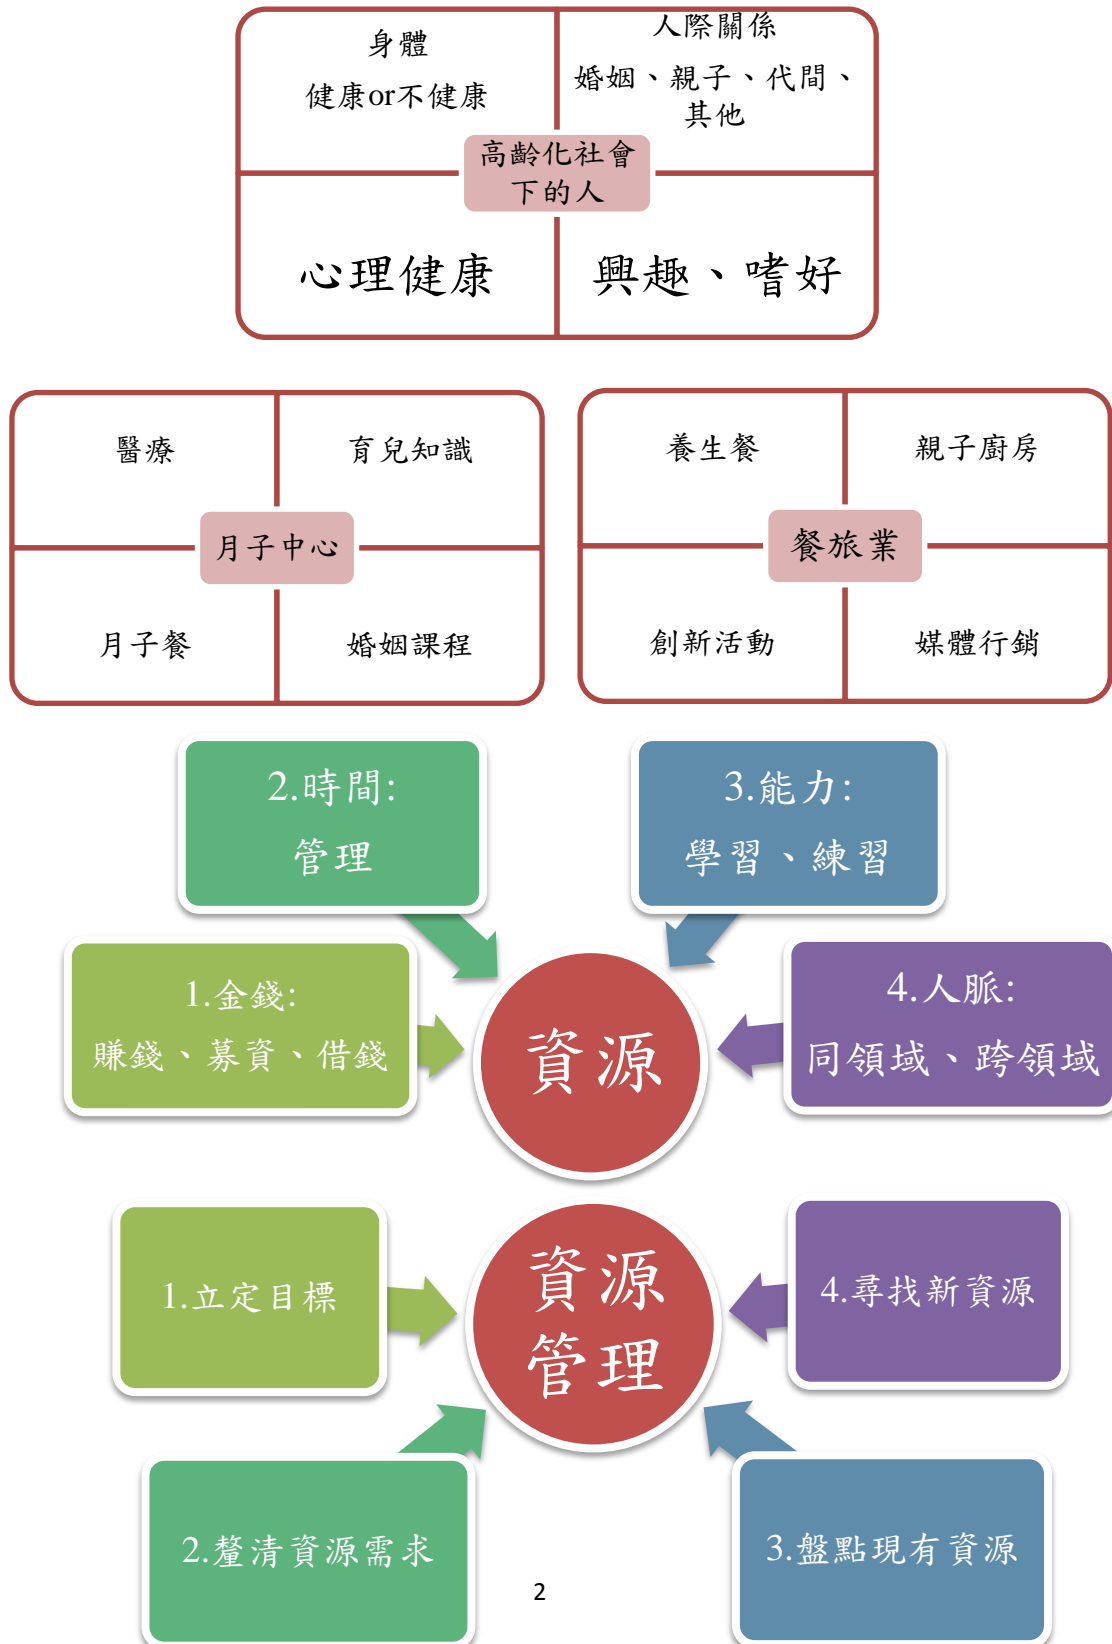 身體
健康or不健康
人際關係
婚姻、親子、代間、
其他
高齡化社會
下的人
心理健康
興趣、嗜好
醫療
育兒知識
月子中心
月子餐
婚姻課程
養生餐
親子廚房
餐旅業
創新活動
媒體行銷
2.時間:
管理
3.能力:
學習、練習
1.金錢:
賺錢、募資、借錢
資源
4.人脈:
同領域、跨領域
1.立定目標
資源
管理
4.尋找新資源
2.釐清資源需求
3.盤點現有資源
2